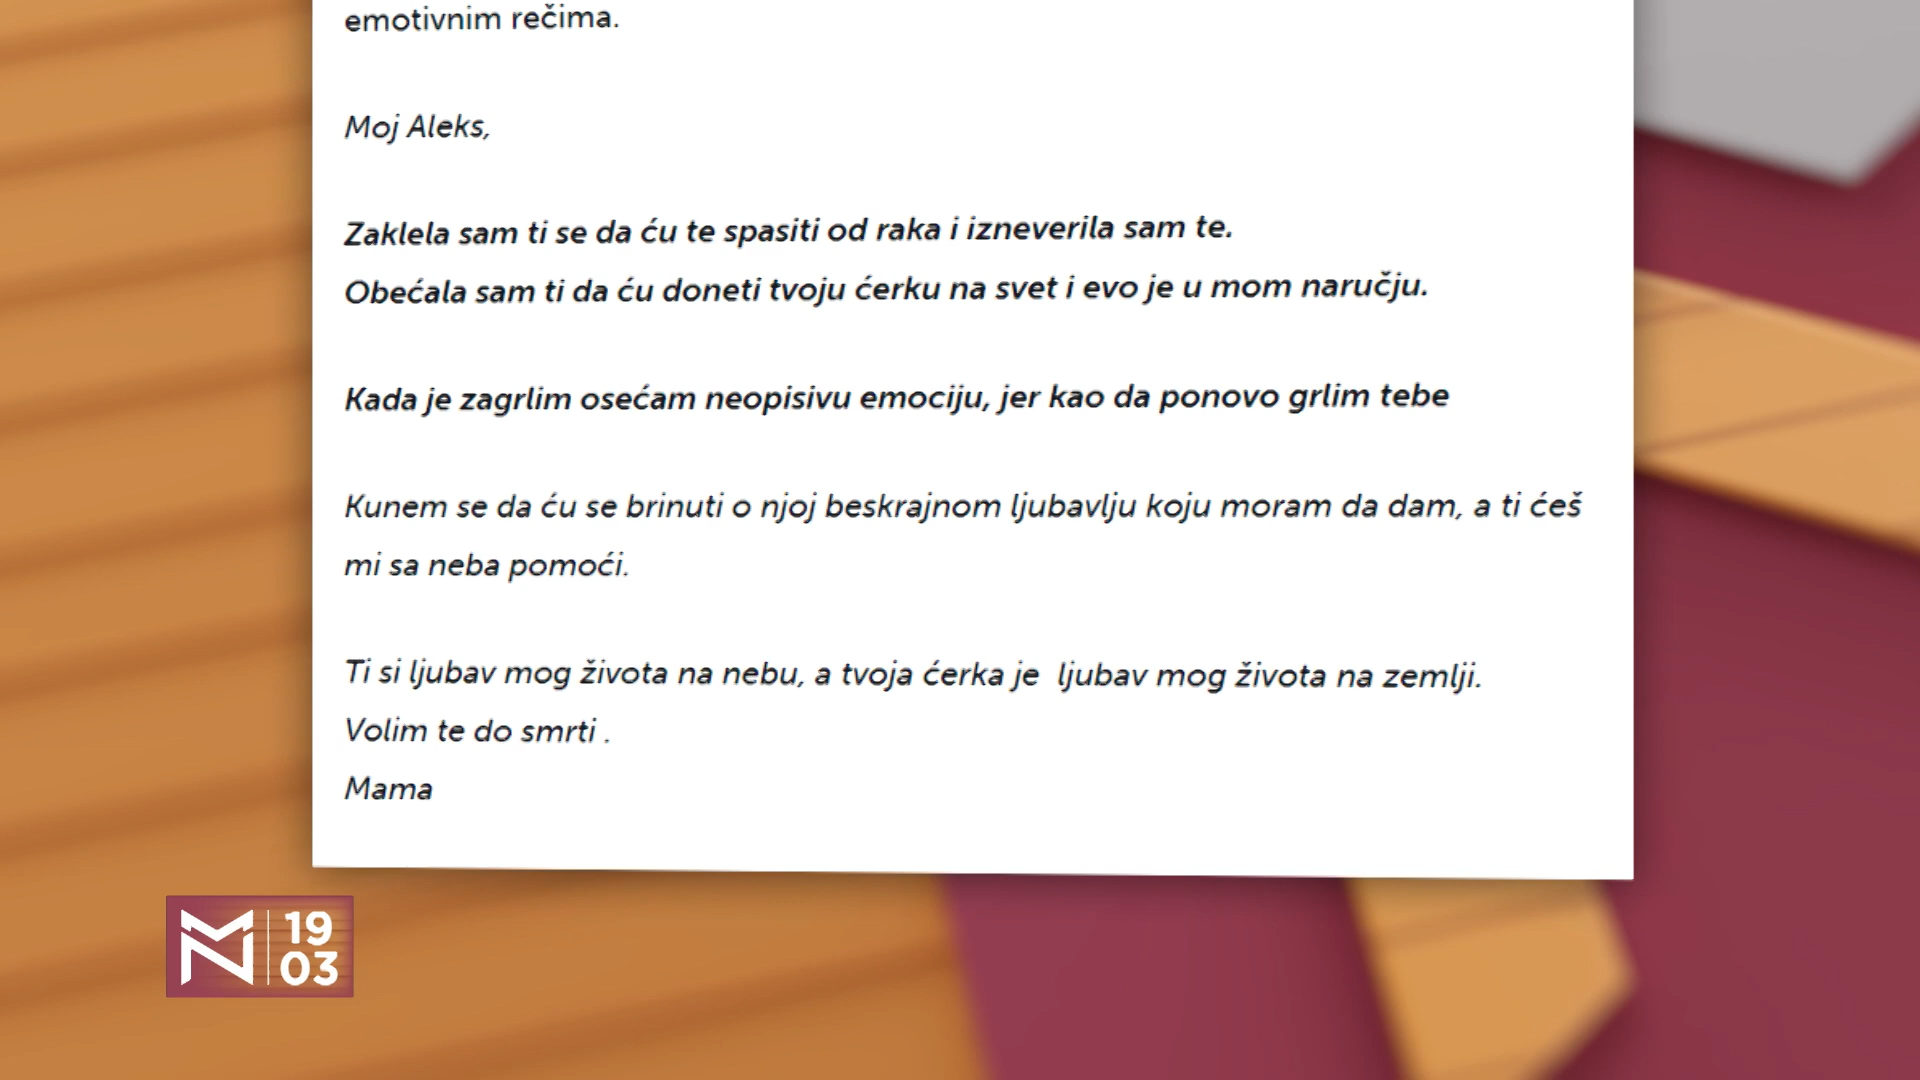 emotivnim rečima.
Moj Aleks,
Zaklela sam ti se da ću te spasiti od raka i izneverila sam te.
Obećala sam ti da ću doneti tvoju ćerku na svet i evo je u mom naručju.
Kada je zagrlim osećam neopisivu emociju, jer kao da ponovo grlim tebe
Kunem se da ću se brinuti o njoj beskrajnom ljubavlju koju moram da dam, a ti ćeš
mi sa neba pomoći.
Ti si ljubav mog života na nebu, a tvoja ćerka je  ljubav mog života na zemlji.
Volim te do smrti .
Mama
19
03